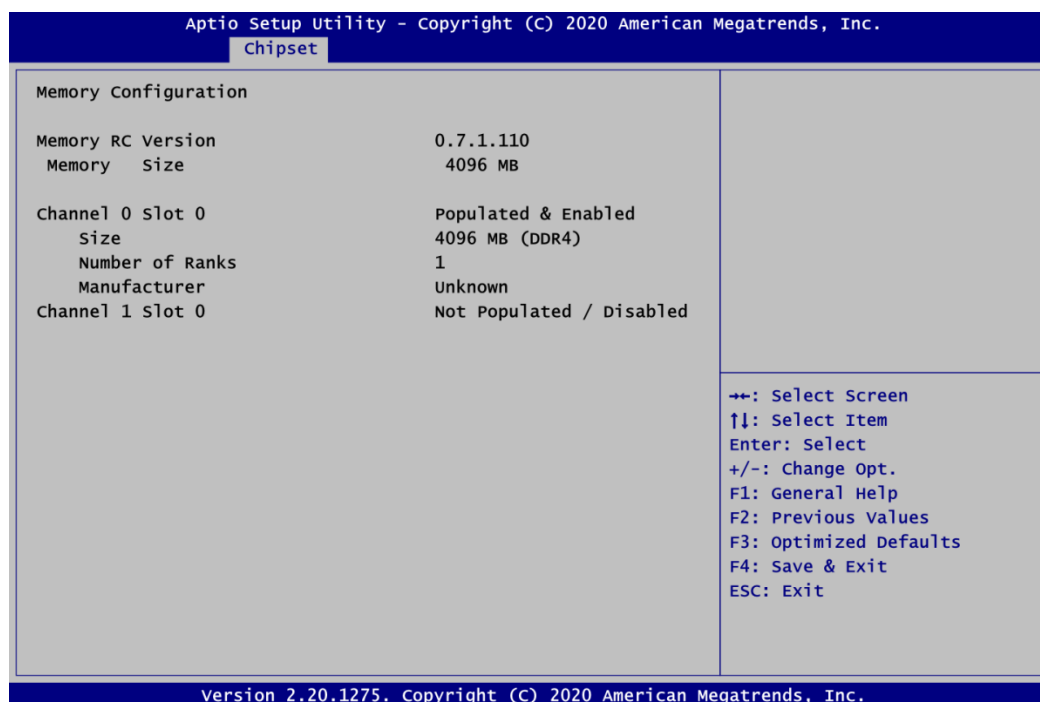 Aptio Setup Utility – Copyright (C) 2020 American Megatrends, Inc.
Chipset
Memory Configuration
Memory RC Version 0.7.1.110
Memory Size 4096 MB
Channel 0 Slot 0 Populated & Enabled
Size 4096 MB (DDR4)
Number of Ranks 1
Manufacturer Unknown
Channel 1 Slot 0 Not Populated / Disabled
→←: Select Screen
↑↓: Select Item
Enter: Select
+/-: Change Opt.
F1: General Help
F2: Previous Values
F3: Optimized Defaults
F4: Save & Exit
ESC: Exit
Version 2.20.1275. Copyright (C) 2020 American Megatrends, Inc.